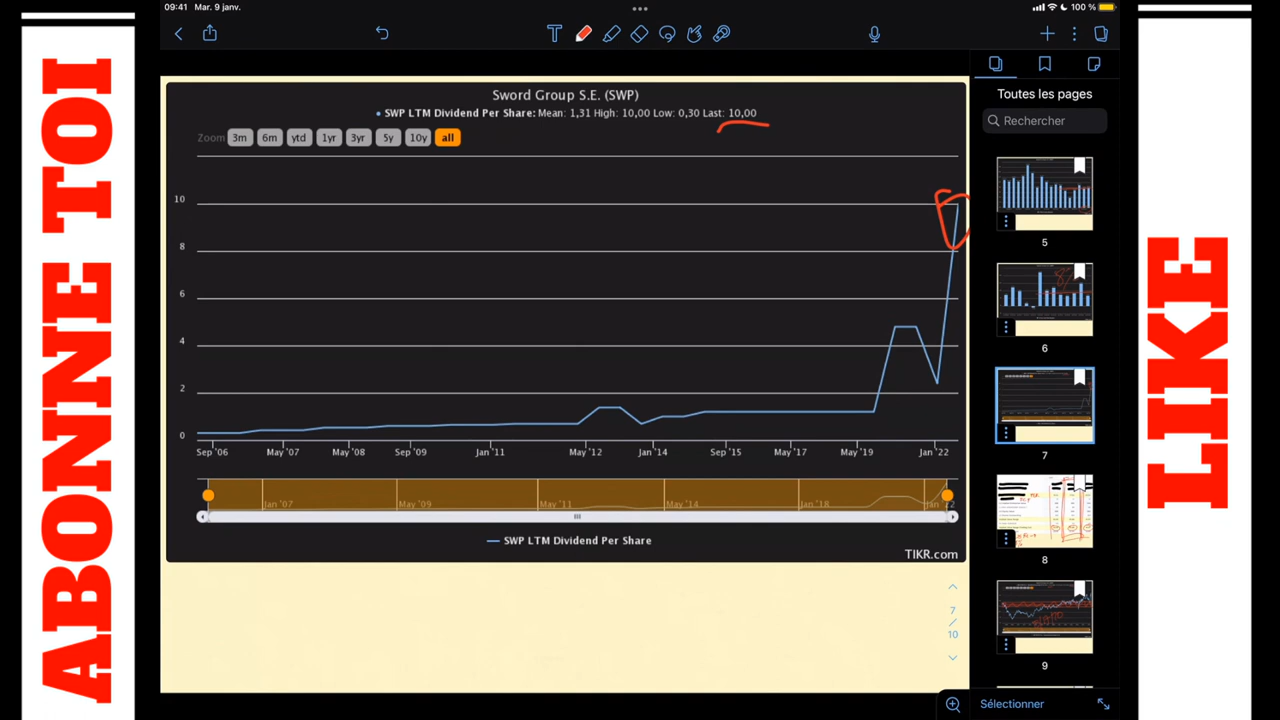 ABONNE TOI
09:41 Mar. 9 janv.
100 %
Sword Group S.E. (SWP)
SWP LTM Dividend Per Share: Mean: 1,31 High: 10,00 Low: 0,30 Last: 10,00
Zoom 3m 6m ytd 1yr 3yr 5y 10y all
10
8
6
4
2
0
Sep '06 May '07 May '08 Sep '09 Jan '11 May '12 Jan '14 Sep '15 May '17 May '19 Jan '22
Jan '07 May '09 May '11 May '14 Jan '18 Jan '22
SWP LTM Dividend Per Share
TIKR.com
7
/
10
Toutes les pages
Rechercher
5
6
7
8
9
Sélectionner
LIKE